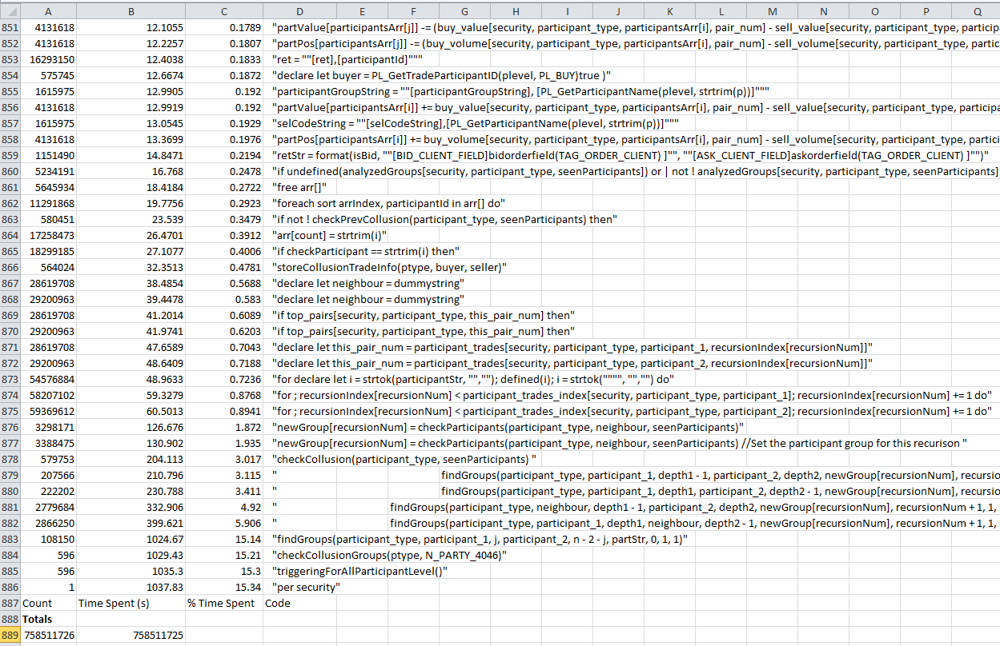 A B C D E F G H I J K L M N O P Q
851 4131618 12.1055 0.1789 "partValue[participantsArr[j]] -= (buy_value[security, participant_type, participantsArr[i], pair_num] - sell_value[security, participant_type, particip
852 4131618 12.2257 0.1807 "partPos[participantsArr[j]] -= (buy_volume[security, participant_type, participantsArr[i], pair_num] - sell_volume[security, participant_type, partic
853 16293150 12.4038 0.1833 "ret = ""[ret],[participantId]"""
854 575745 12.6674 0.1872 "declare let buyer = PL_GetTradeParticipantID(plevel, PL_BUY)true )"
855 1615975 12.9905 0.192 "participantGroupString = ""[participantGroupString], [PL_GetParticipantName(plevel, strtrim(p))]"""
856 4131618 12.9919 0.192 "partValue[participantsArr[i]] += buy_value[security, participant_type, participantsArr[i], pair_num] - sell_value[security, participant_type, participa
857 1615975 13.0545 0.1929 "selCodeString = ""[selCodeString],[PL_GetParticipantName(plevel, strtrim(p))]"""
858 4131618 13.3699 0.1976 "partPos[participantsArr[i]] += buy_volume[security, participant_type, participantsArr[i], pair_num] - sell_volume[security, participant_type, partici
859 1151490 14.8471 0.2194 "retStr = format(isBid, ""[BID_CLIENT_FIELD]bidorderfield(TAG_ORDER_CLIENT) ]"", ""[ASK_CLIENT_FIELD]askorderfield(TAG_ORDER_CLIENT) ]"")"
860 5234191 16.768 0.2478 "if undefined(analyzedGroups[security, participant_type, seenParticipants]) or | not ! analyzedGroups[security, participant_type, seenParticipants]
861 5645934 18.4184 0.2722 "free arr[]"
862 11291868 19.7756 0.2923 "foreach sort arrIndex, participantId in arr[] do"
863 580451 23.539 0.3479 "if not ! checkPrevCollusion(participant_type, seenParticipants) then"
864 17258473 26.4701 0.3912 "arr[count] = strtrim(i)"
865 18299185 27.1077 0.4006 "if checkParticipant == strtrim(i) then"
866 564024 32.3513 0.4781 "storeCollusionTradeInfo(ptype, buyer, seller)"
867 28619708 38.4854 0.5688 "declare let neighbour = dummystring"
868 29200963 39.4478 0.583 "declare let neighbour = dummystring"
869 28619708 41.2014 0.6089 "if top_pairs[security, participant_type, this_pair_num] then"
870 29200963 41.9741 0.6203 "if top_pairs[security, participant_type, this_pair_num] then"
871 28619708 47.6589 0.7043 "declare let this_pair_num = participant_trades[security, participant_type, participant_1, recursionIndex[recursionNum]]"
872 29200963 48.6409 0.7188 "declare let this_pair_num = participant_trades[security, participant_type, participant_2, recursionIndex[recursionNum]]"
873 54576884 48.9633 0.7236 "for declare let i = strtok(participantStr, "",""); defined(i); i = strtok("""", "","") do"
874 58207102 59.3279 0.8768 "for ; recursionIndex[recursionNum] < participant_trades_index[security, participant_type, participant_1]; recursionIndex[recursionNum] += 1 do"
875 59369612 60.5013 0.8941 "for ; recursionIndex[recursionNum] < participant_trades_index[security, participant_type, participant_2]; recursionIndex[recursionNum] += 1 do"
876 3298171 126.676 1.872 "newGroup[recursionNum] = checkParticipants(participant_type, neighbour, seenParticipants)"
877 3388475 130.902 1.935 "newGroup[recursionNum] = checkParticipants(participant_type, neighbour, seenParticipants) //Set the participant group for this recurison "
878 579753 204.113 3.017 "checkCollusion(participant_type, seenParticipants) "
879 207566 210.796 3.115 " findGroups(participant_type, participant_1, depth1 - 1, participant_2, depth2, newGroup[recursionNum], recursio
880 222202 230.788 3.411 " findGroups(participant_type, participant_1, depth1, participant_2, depth2 - 1, newGroup[recursionNum], recursio
881 2779684 332.906 4.92 " findGroups(participant_type, neighbour, depth1 - 1, participant_2, depth2, newGroup[recursionNum], recursionNum + 1, 1,
882 2866250 399.621 5.906 " findGroups(participant_type, participant_1, depth1, neighbour, depth2 - 1, newGroup[recursionNum], recursionNum + 1, 1,
883 108150 1024.67 15.14 "findGroups(participant_type, participant_1, j, participant_2, n - 2 - j, partStr, 0, 1, 1)"
884 596 1029.43 15.21 "checkCollusionGroups(ptype, N_PARTY_4046)"
885 596 1035.3 15.3 "triggeringForAllParticipantLevel()"
886 1 1037.83 15.34 "per security"
887 Count Time Spent (s) % Time Spent Code
888 Totals
889 758511726 758511725